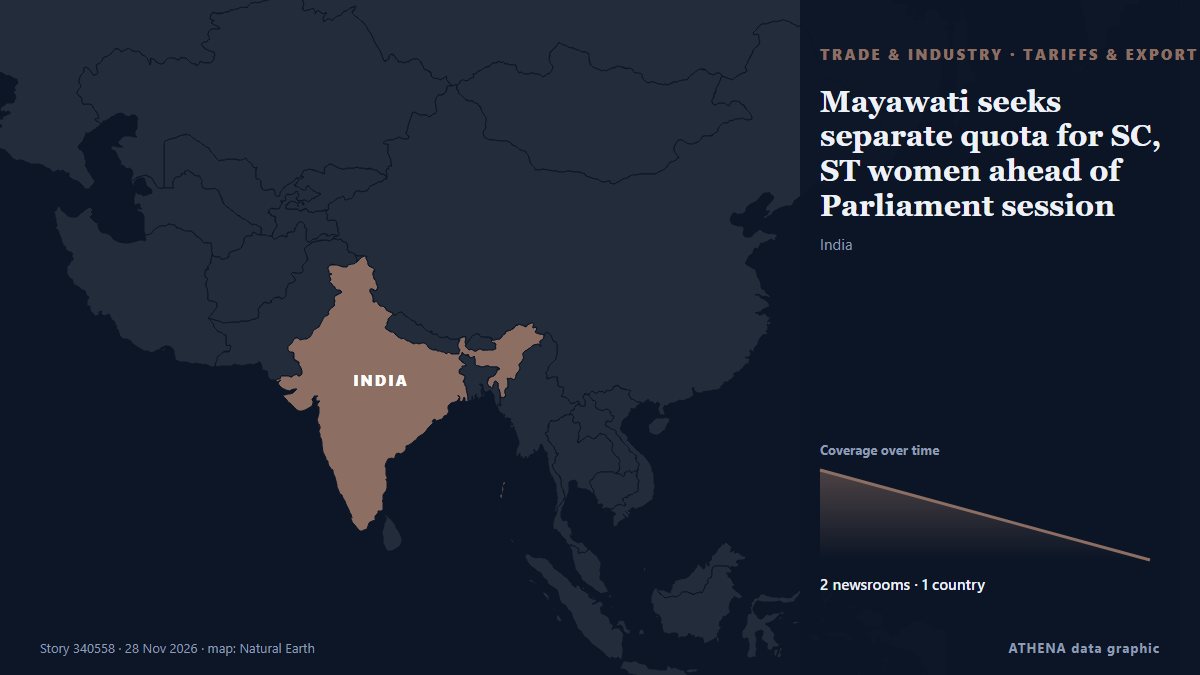 TRADE & INDUSTRY · TARIFFS & EXPORT
Mayawati seeks
separate quota for SC,
ST women ahead of
Parliament session
India
INDIA
Coverage over time
2 newsrooms · 1 country
Story 340558 · 28 Nov 2026 · map: Natural Earth
ATHENA data graphic